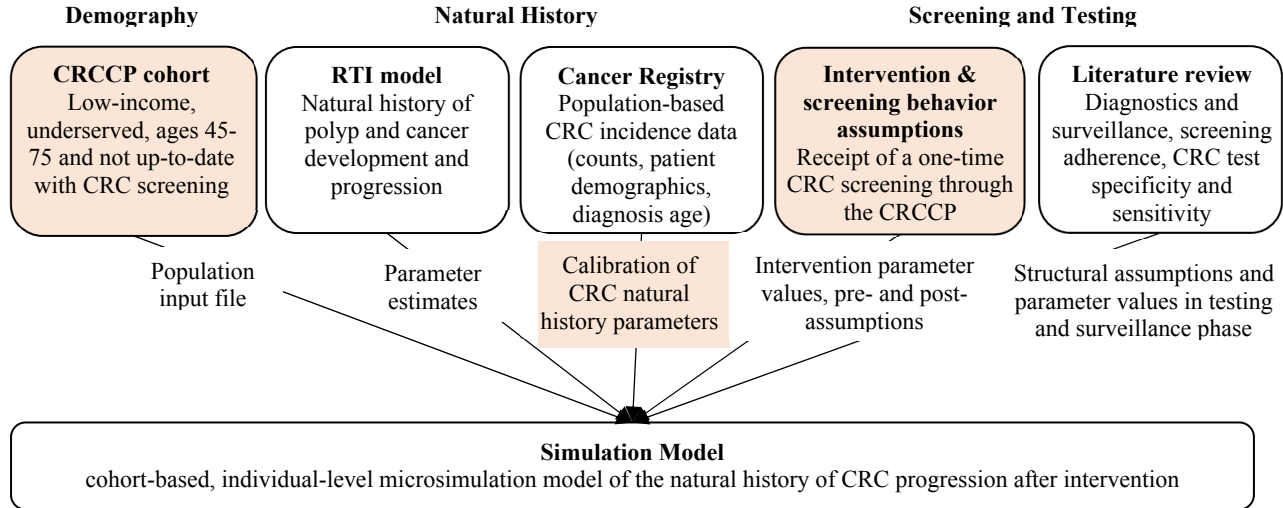 Demography
Natural History
Screening and Testing
CRCCP cohort
Low-income,
underserved, ages 45-
75 and not up-to-date
with CRC screening
RTI model
Natural history of
polyp and cancer
development and
progression
Cancer Registry
Population-based
CRC incidence data
(counts, patient
demographics,
diagnosis age)
Intervention &
screening behavior
assumptions
Receipt of a one-time
CRC screening through
the CRCCP
Literature review
Diagnostics and
surveillance, screening
adherence, CRC test
specificity and
sensitivity
Population
input file
Parameter
estimates
Calibration of
CRC natural
history parameters
Intervention parameter
values, pre- and post-
assumptions
Structural assumptions and
parameter values in testing
and surveillance phase
Simulation Model
cohort-based, individual-level microsimulation model of the natural history of CRC progression after intervention